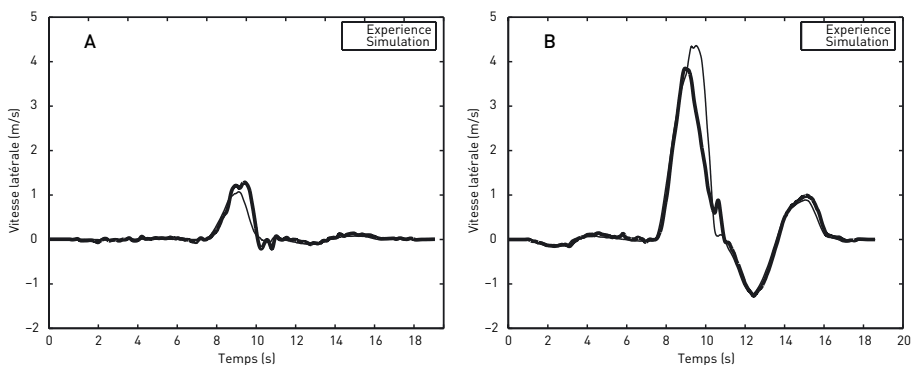 A
Experience
Simulation
5
4
3
2
1
0
−1
−2
Vitesse latérale (m/s)
0 2 4 6 8 10 12 14 16 18
Temps (s)
B
Experience
Simulation
5
4
3
2
1
0
−1
−2
Vitesse latérale (m/s)
0 2 4 6 8 10 12 14 16 18 20
Temps (s)